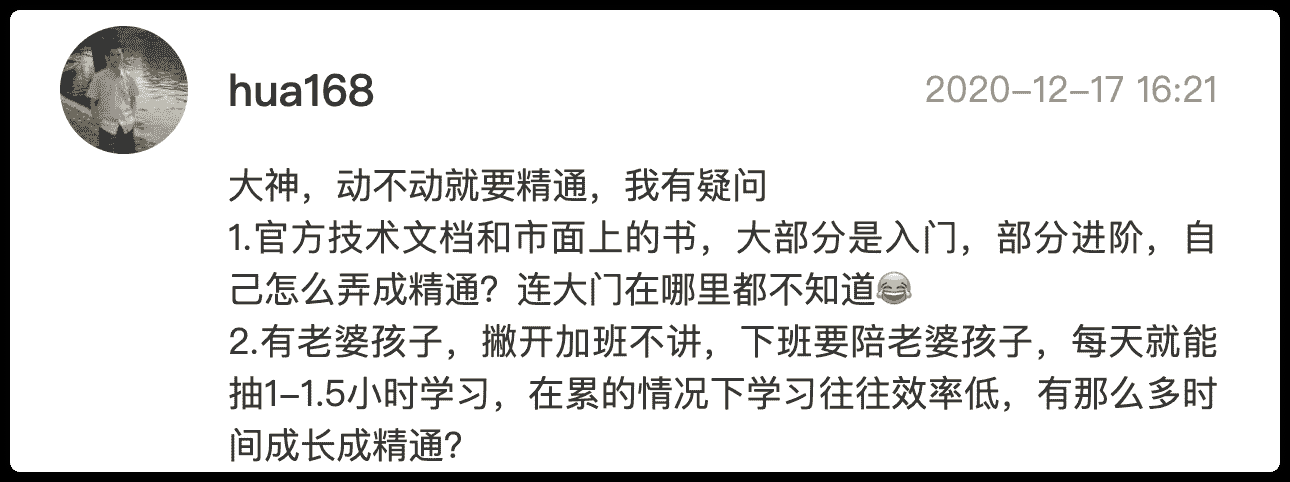 hua168
2020-12-17 16:21
大神，动不动就要精通，我有疑问
1.官方技术文档和市面上的书，大部分是入门，部分进阶，自
己怎么弄成精通？连大门在哪里都不知道😂
2.有老婆孩子，撇开加班不讲，下班要陪老婆孩子，每天就能
抽1-1.5小时学习，在累的情况下学习往往效率低，有那么多时
间成长成精通？